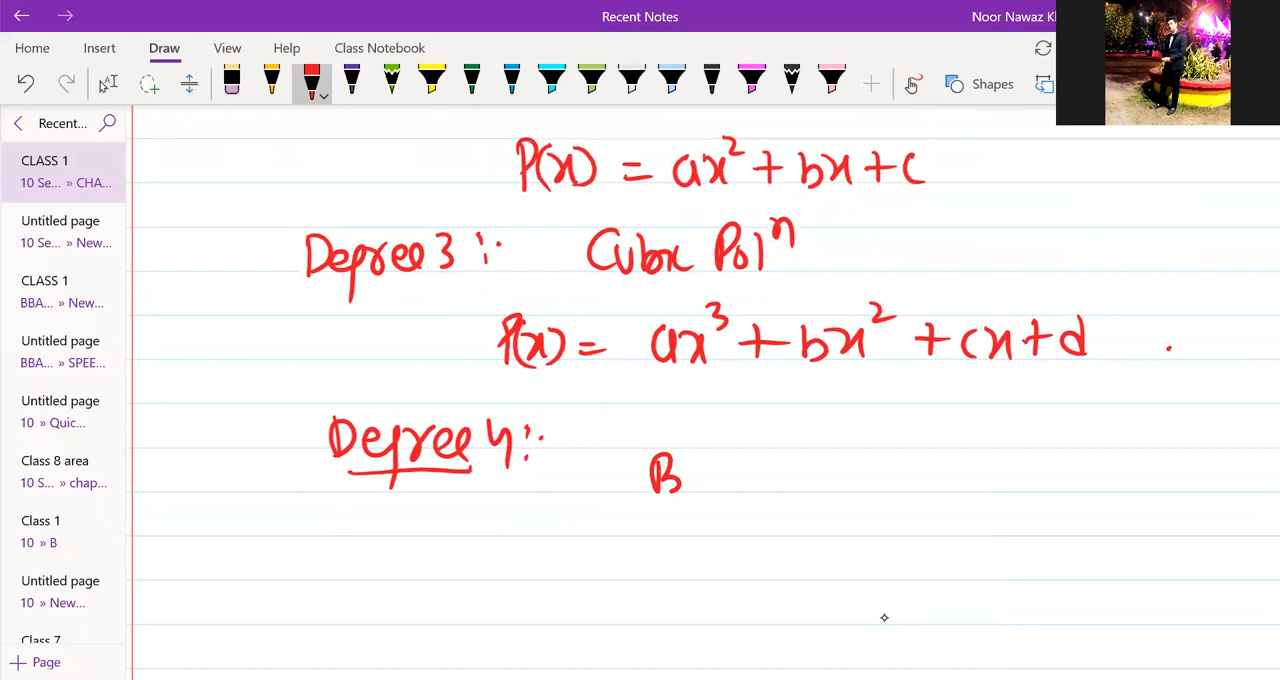 Recent Notes
Noor Nawaz Kl
Home Insert Draw View Help Class Notebook
Shapes
Recent...
CLASS 1
10 Se... » CHA...
Untitled page
10 Se... » New...
CLASS 1
BBA... » New...
Untitled page
BBA... » SPEE...
Untitled page
10 » Quic...
Class 8 area
10 S... » chap...
Class 1
10 » B
Untitled page
10 » New...
Class 7
+ Page
P(x) = ax² + bx + c
Degree 3 :- Cubic Polⁿ
P(x) = ax³ + bx² + cx + d .
Degree 4 :-
B